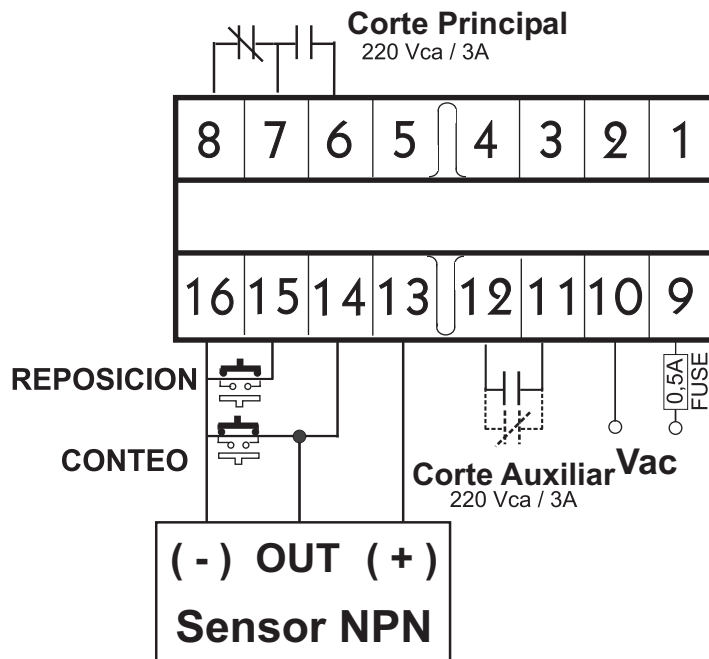 Corte Principal
220 Vca / 3A
8 7 6 5 4 3 2 1
16 15 14 13 12 11 10 9
REPOSICION
0,5A
FUSE
CONTEO
Corte Auxiliar
220 Vca / 3A
Vac
( - ) OUT ( + )
Sensor NPN